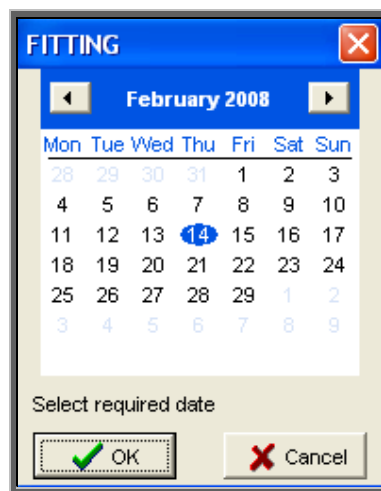 FITTING
February 2008
Mon Tue Wed Thu Fri Sat Sun
28 29 30 31 1 2 3
4 5 6 7 8 9 10
11 12 13 14 15 16 17
18 19 20 21 22 23 24
25 26 27 28 29 1 2
3 4 5 6 7 8 9
Select required date
OK Cancel